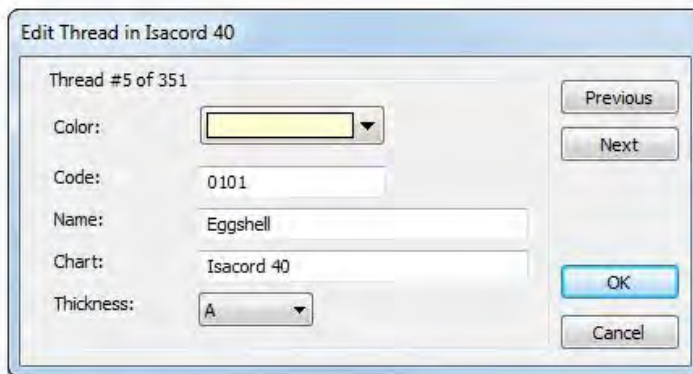 Edit Thread in Isacord 40
Thread #5 of 351
Previous
Color:
Next
Code: 0101
Name: Eggshell
Chart: Isacord 40
OK
Thickness: A
Cancel